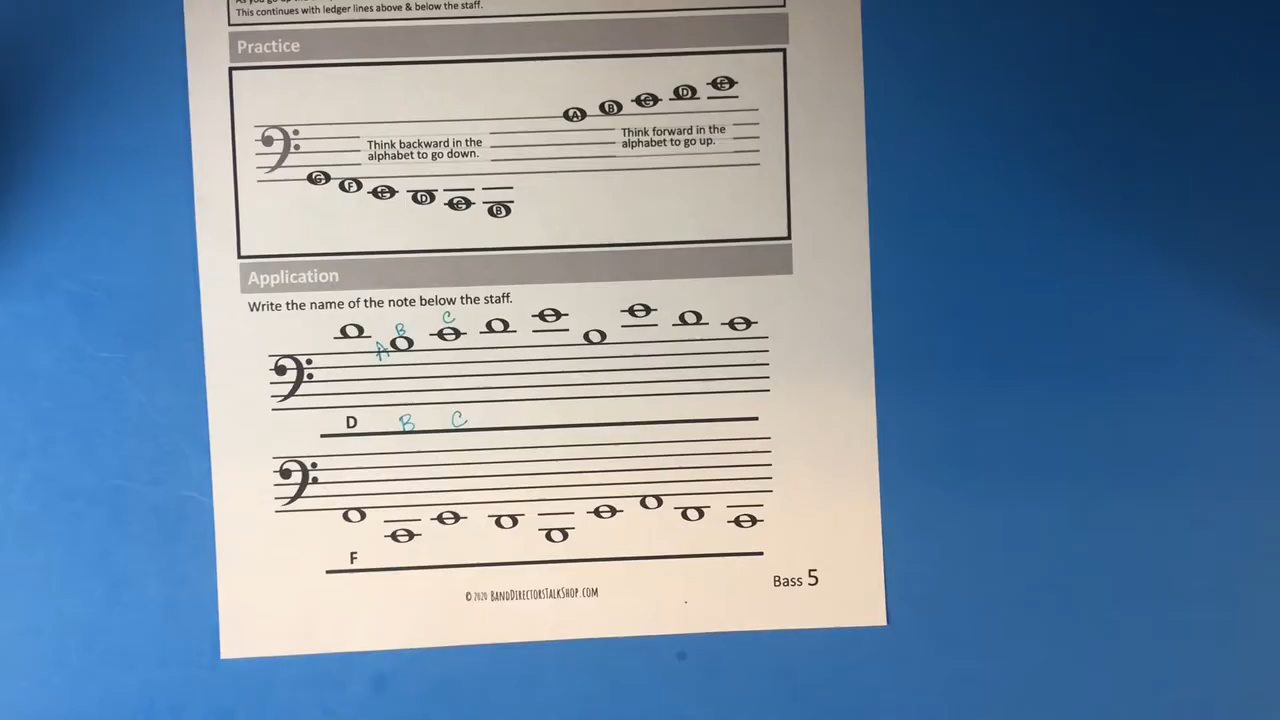 This continues with ledger lines above & below the staff.
Practice
A B C D E
Think backward in the
alphabet to go down.
Think forward in the
alphabet to go up.
G F E D C B
Application
Write the name of the note below the staff.
A B C
D B C
F
Bass 5
© 2020 BANDDIRECTORSTALKSHOP.COM